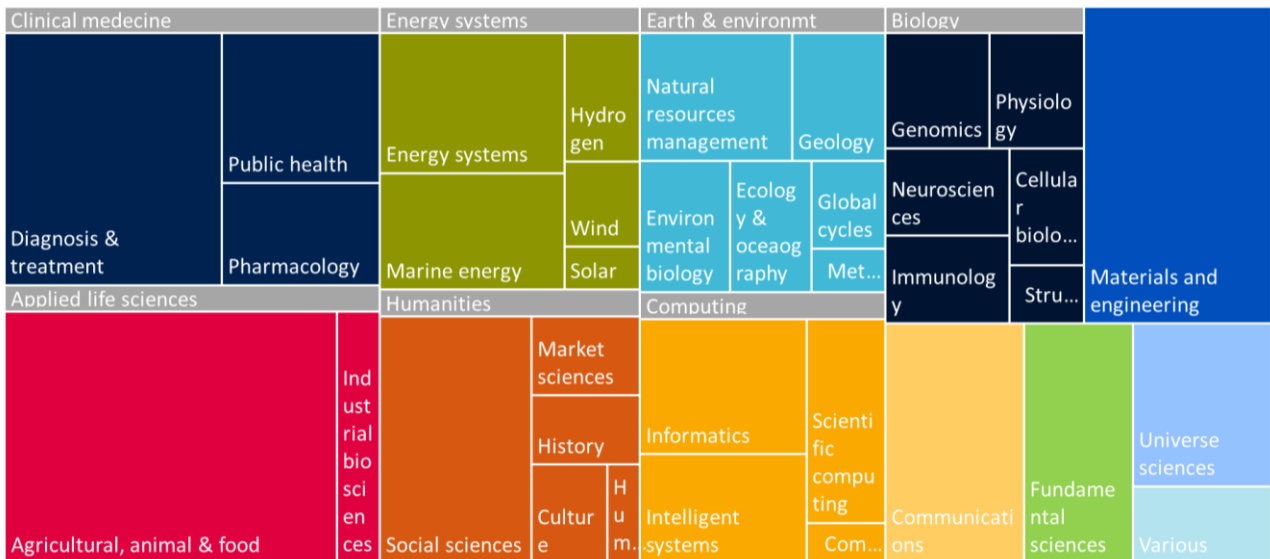 Clinical medecine
Diagnosis &
treatment
Public health
Pharmacology
Applied life sciences
Agricultural, animal & food
Ind
ust
rial
bio
sci
en
ces
Energy systems
Energy systems
Hydro
gen
Marine energy
Wind
Solar
Humanities
Social sciences
Market
sciences
History
Cultur
e
H
u
m...
Earth & environmt
Natural
resources
management
Geology
Environ
mental
biology
Ecolog
y &
oceaog
raphy
Global
cycles
Met...
Computing
Informatics
Intelligent
systems
Scienti
fic
compu
ting
Com...
Biology
Genomics
Physiolo
gy
Neuroscien
ces
Cellula
r
biolo...
Immunolog
y
Stru...
Materials and
engineering
Communicati
ons
Fundame
ntal
sciences
Universe
sciences
Various